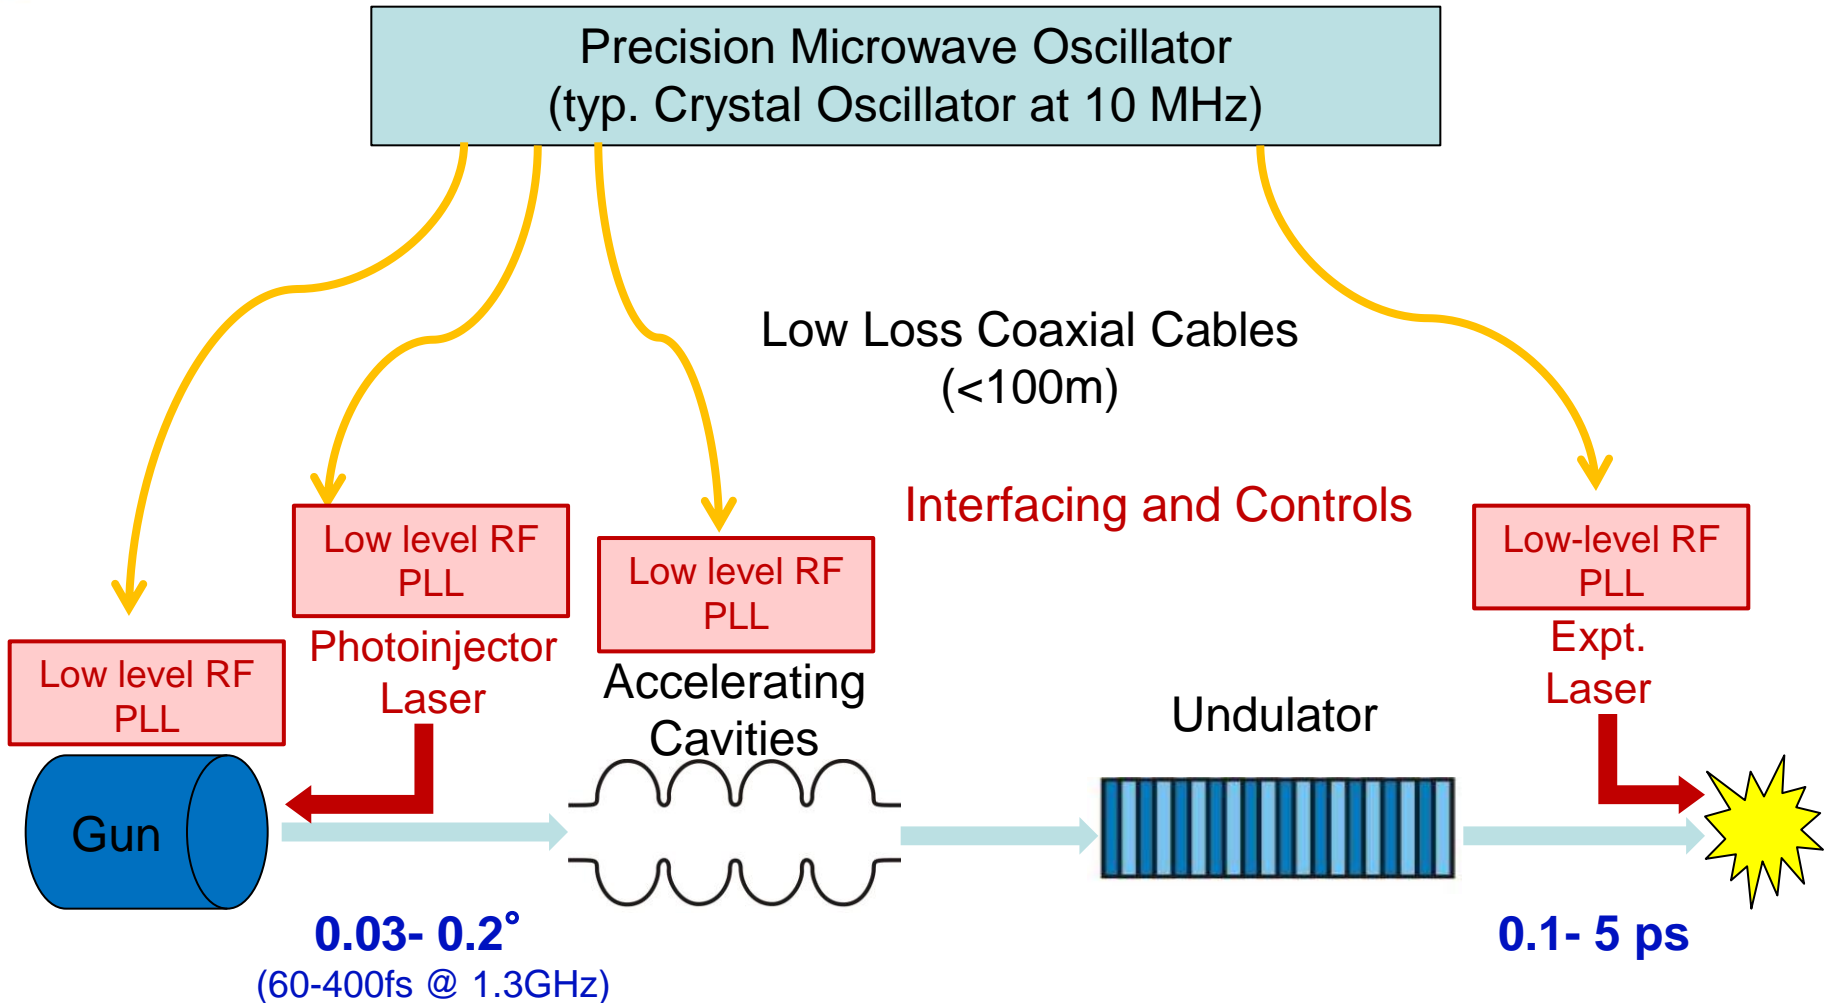 Precision Microwave Oscillator
(typ. Crystal Oscillator at 10 MHz)
Low Loss Coaxial Cables
(<100m)
Interfacing and Controls
Low level RF
PLL
Low level RF
PLL
Photoinjector
Laser
Low level RF
PLL
Accelerating
Cavities
Undulator
Low-level RF
PLL
Expt.
Laser
Gun
0.03- 0.2°
(60-400fs @ 1.3GHz)
0.1- 5 ps